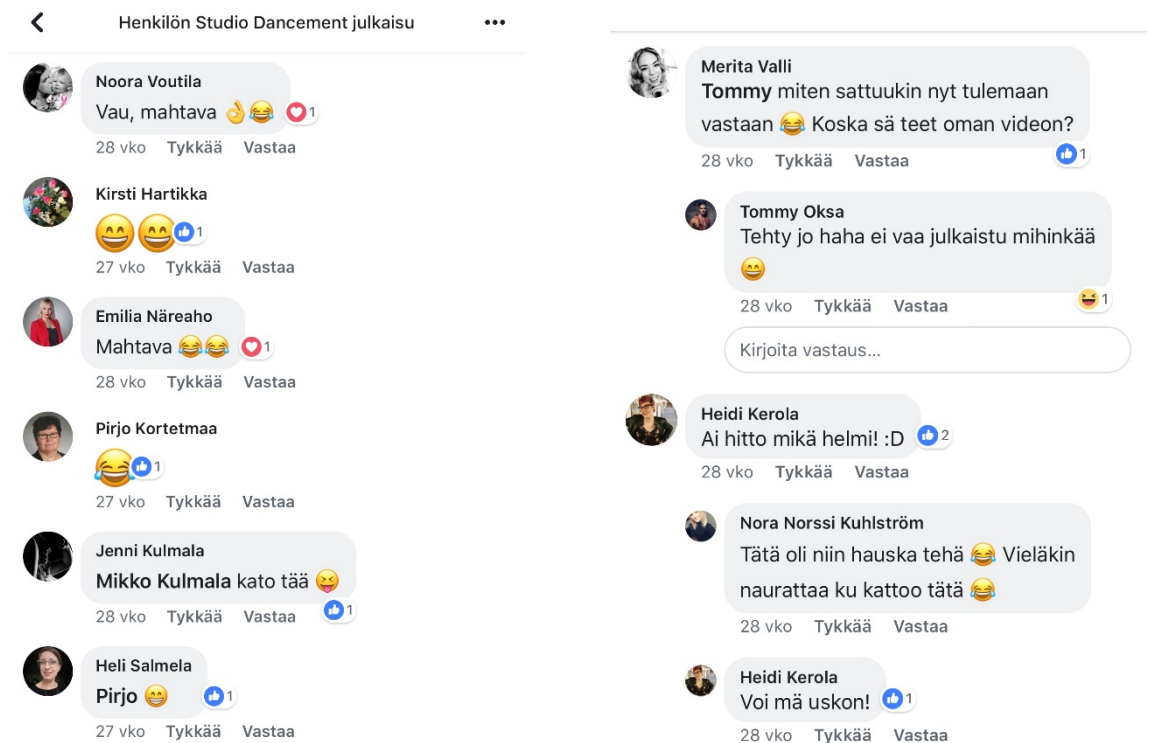 Henkilön Studio Dancement julkaisu
Noora Voutila
Vau, mahtava 👌😂 1
28 vko Tykkää Vastaa
Kirsti Hartikka
😄😄 1
27 vko Tykkää Vastaa
Emilia Näreaho
Mahtava 😂😂 1
28 vko Tykkää Vastaa
Pirjo Kortetmaa
😂 1
27 vko Tykkää Vastaa
Jenni Kulmala
Mikko Kulmala kato tää 😝
28 vko Tykkää Vastaa 1
Heli Salmela
Pirjo 😁 1
27 vko Tykkää Vastaa
Merita Valli
Tommy miten sattuukin nyt tulemaan
vastaan 😂 Koska sä teet oman videon?
28 vko Tykkää Vastaa 1
Tommy Oksa
Tehty jo haha ei vaa julkaistu mihinkää
😄
28 vko Tykkää Vastaa 1
Kirjoita vastaus...
Heidi Kerola
Ai hitto mikä helmi! :D 2
28 vko Tykkää Vastaa
Nora Norssi Kuhlström
Tätä oli niin hauska tehä 😂 Vieläkin
naurattaa ku kattoo tätä 😂
28 vko Tykkää Vastaa
Heidi Kerola
Voi mä uskon! 1
28 vko Tykkää Vastaa